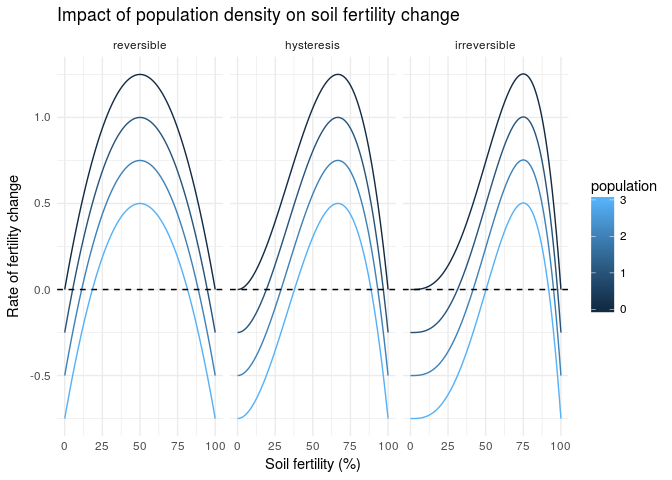 Impact of population density on soil fertility change
reversible
hysteresis
irreversible
Rate of fertility change
1.0
0.5
0.0
-0.5
0 25 50 75 100
0 25 50 75 100
0 25 50 75 100
Soil fertility (%)
population
3
2
1
0